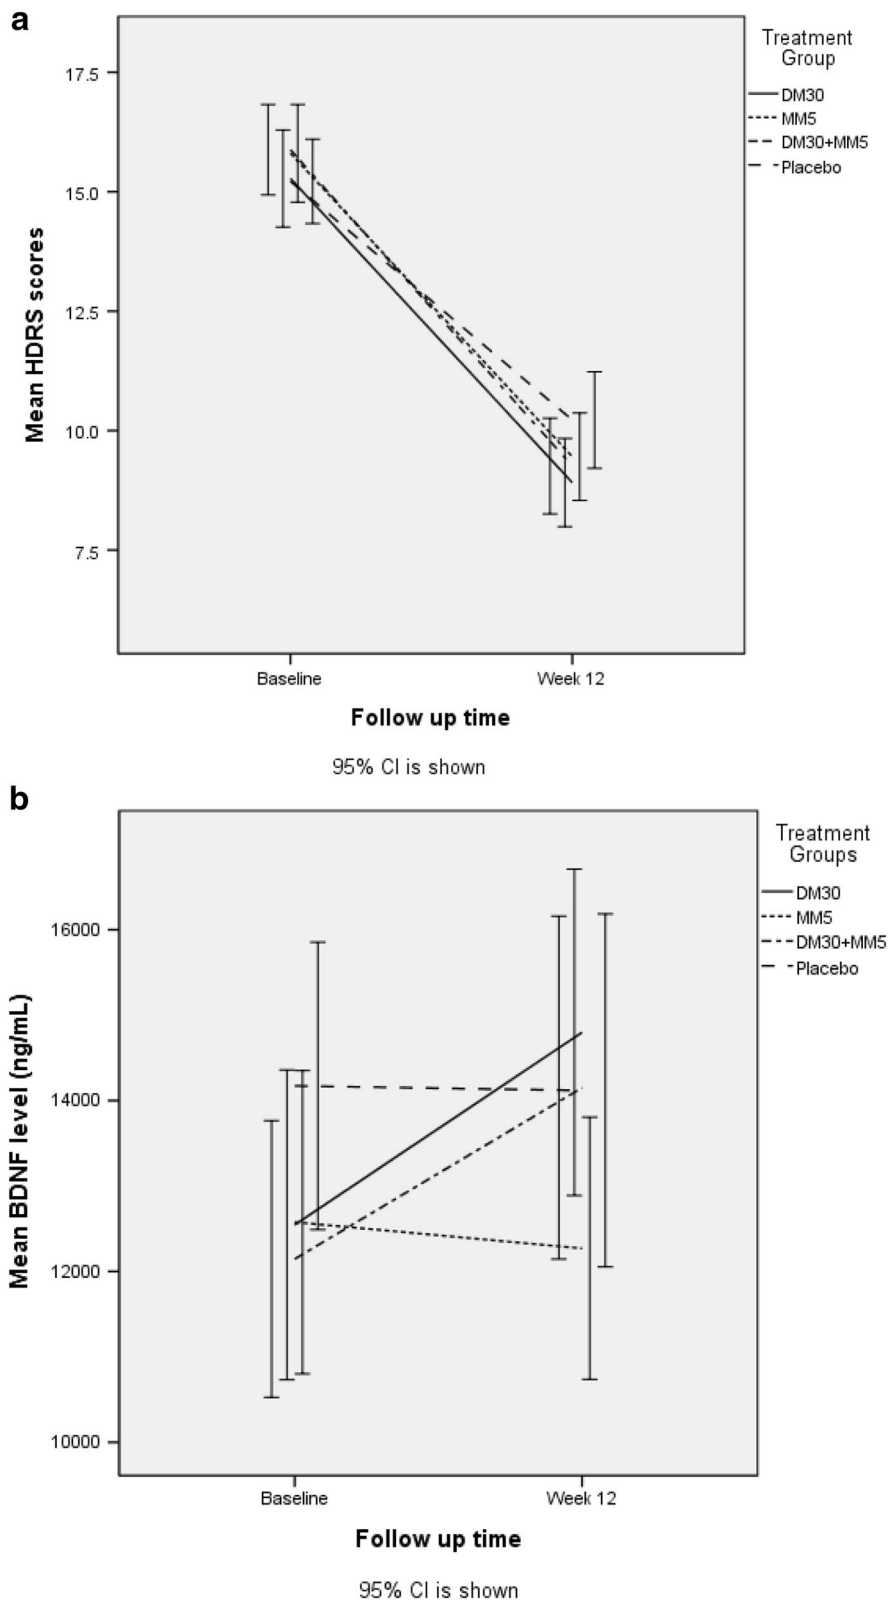 a
Treatment
Group
DM30
MM5
DM30+MM5
Placebo
17.5
15.0
12.5
10.0
7.5
Mean HDRS scores
Baseline
Week 12
Follow up time
95% CI is shown
b
Treatment
Groups
DM30
MM5
DM30+MM5
Placebo
16000
14000
12000
10000
Mean BDNF level (ng/mL)
Baseline
Week 12
Follow up time
95% CI is shown